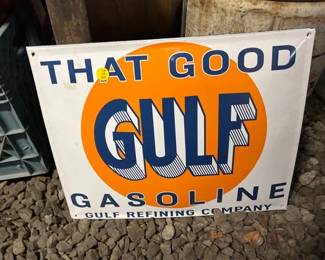 THAT GOOD
GULF
GASOLINE
GULF REFINING COMPANY